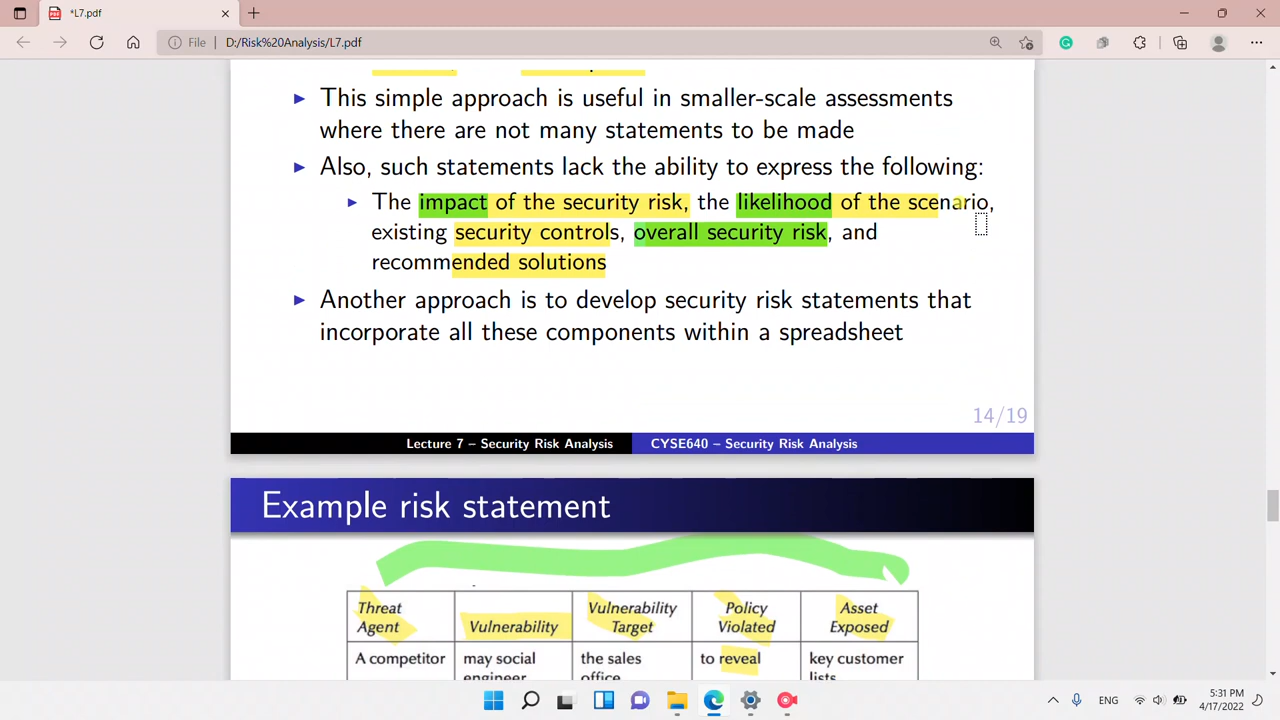 *L7.pdf
File D:/Risk%20Analysis/L7.pdf
This simple approach is useful in smaller-scale assessments
where there are not many statements to be made
Also, such statements lack the ability to express the following:
The impact of the security risk, the likelihood of the scenario,
existing security controls, overall security risk, and
recommended solutions
Another approach is to develop security risk statements that
incorporate all these components within a spreadsheet
14/19
Lecture 7 – Security Risk Analysis CYSE640 – Security Risk Analysis
Example risk statement
Threat Agent Vulnerability Vulnerability Target Policy Violated Asset Exposed
A competitor may social engineer the sales office to reveal key customer lists
ENG
5:31 PM
4/17/2022